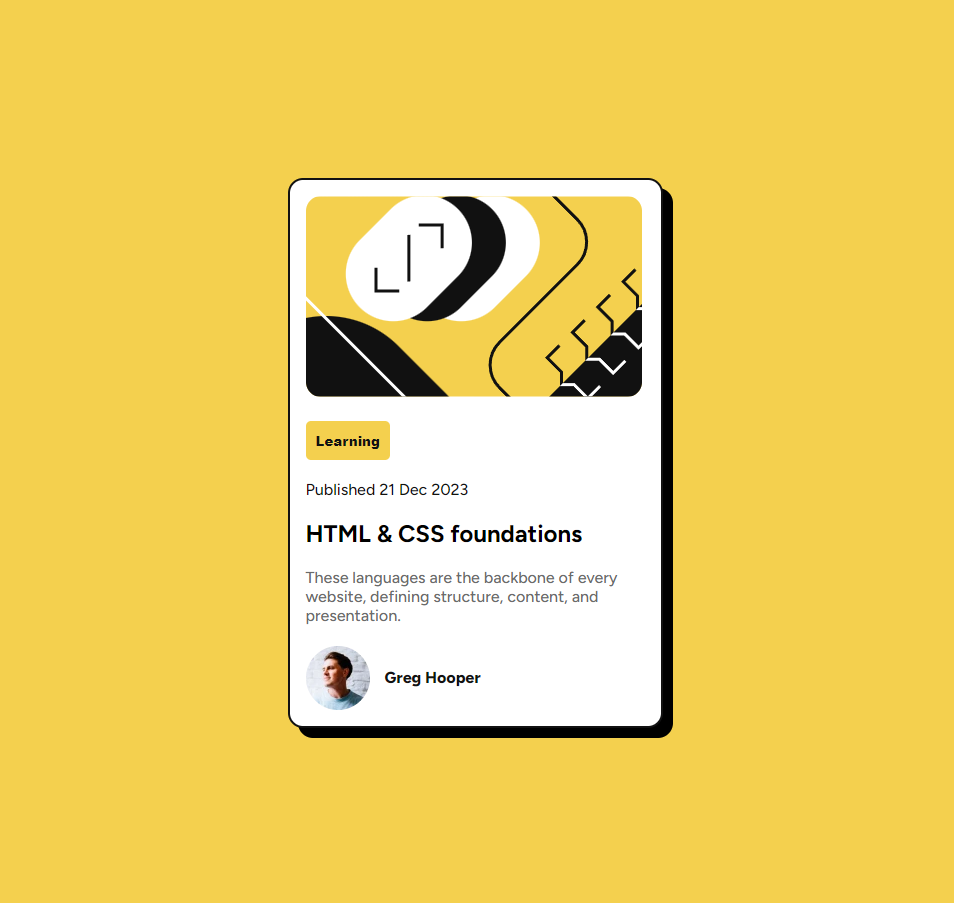 Learning
Published 21 Dec 2023
HTML & CSS foundations
These languages are the backbone of every
website, defining structure, content, and
presentation.
Greg Hooper